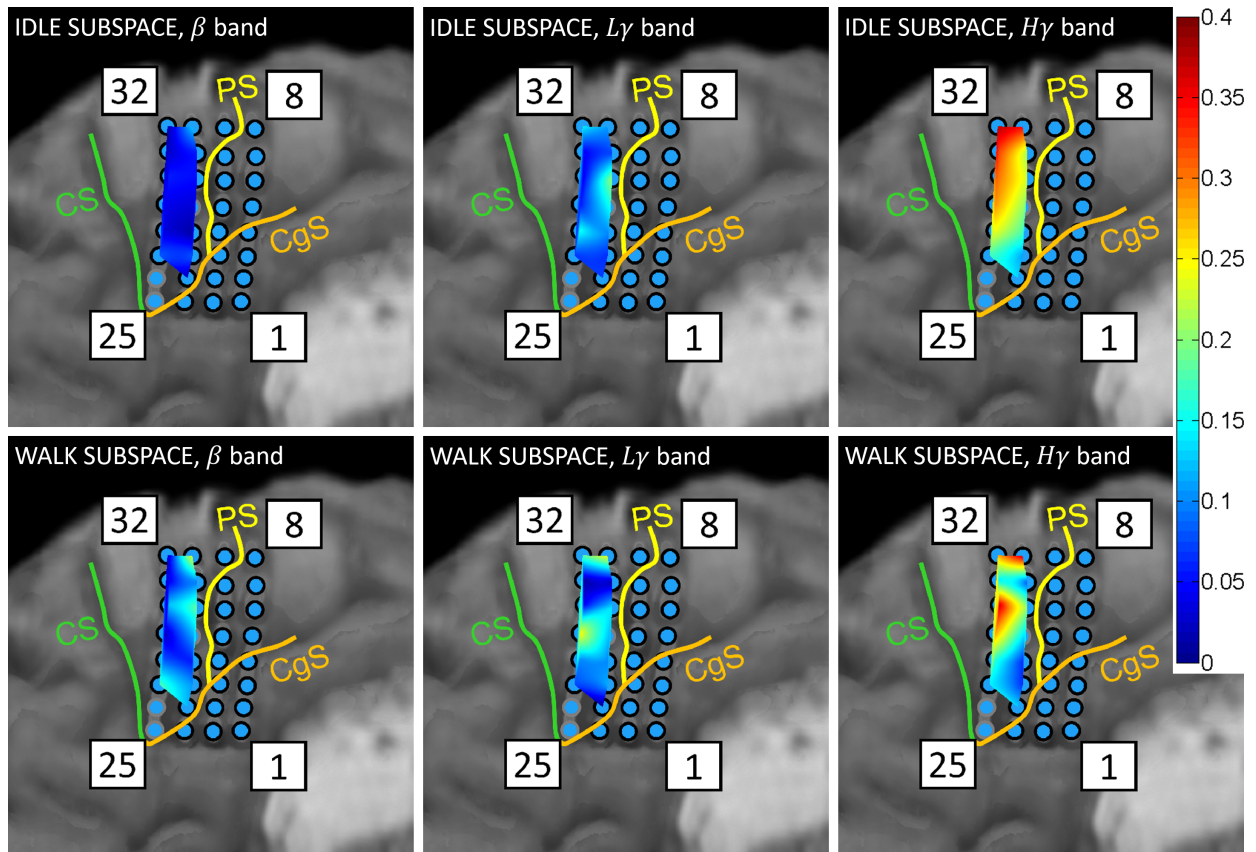 IDLE SUBSPACE, β band
32
PS
8
CS
CgS
25
1
IDLE SUBSPACE, Lγ band
32
PS
8
CS
CgS
25
1
IDLE SUBSPACE, Hγ band
32
PS
8
CS
CgS
25
1
0.4
0.35
0.3
0.25
0.2
0.15
0.1
0.05
0
WALK SUBSPACE, β band
32
PS
8
CS
CgS
25
1
WALK SUBSPACE, Lγ band
32
PS
8
CS
CgS
25
1
WALK SUBSPACE, Hγ band
32
PS
8
CS
CgS
25
1